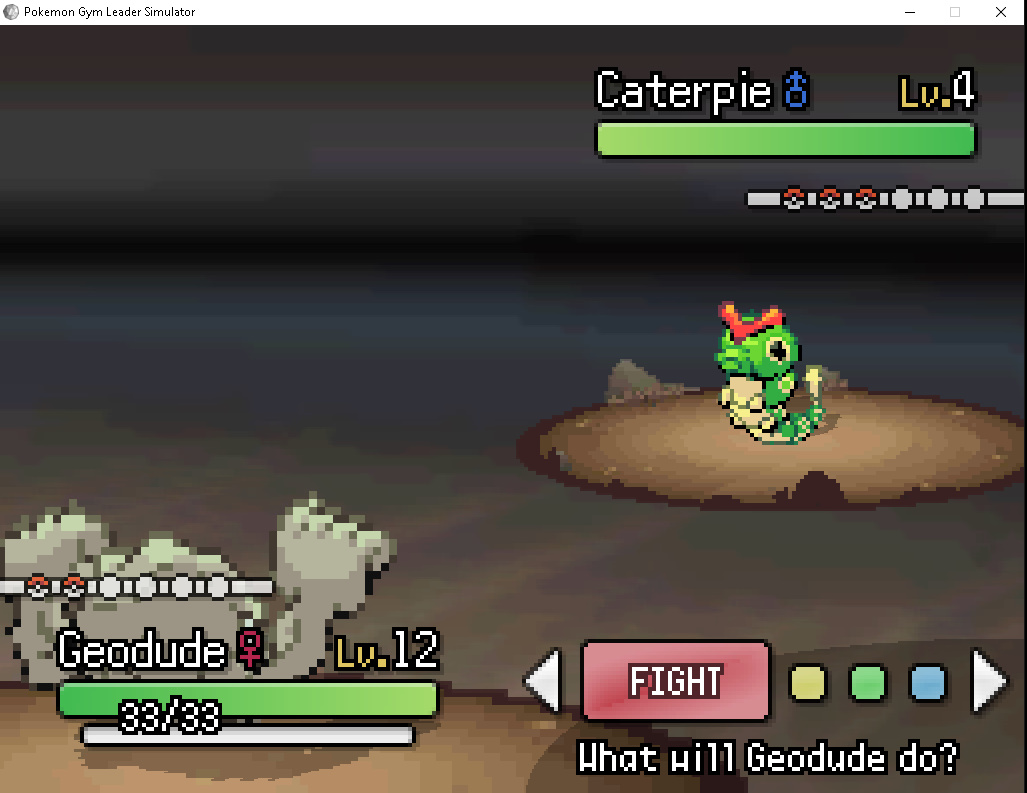 Pokemon Gym Leader Simulator
Caterpie♂ Lv.4
Geodude♀ Lv.12
33/33
FIGHT
What will Geodude do?